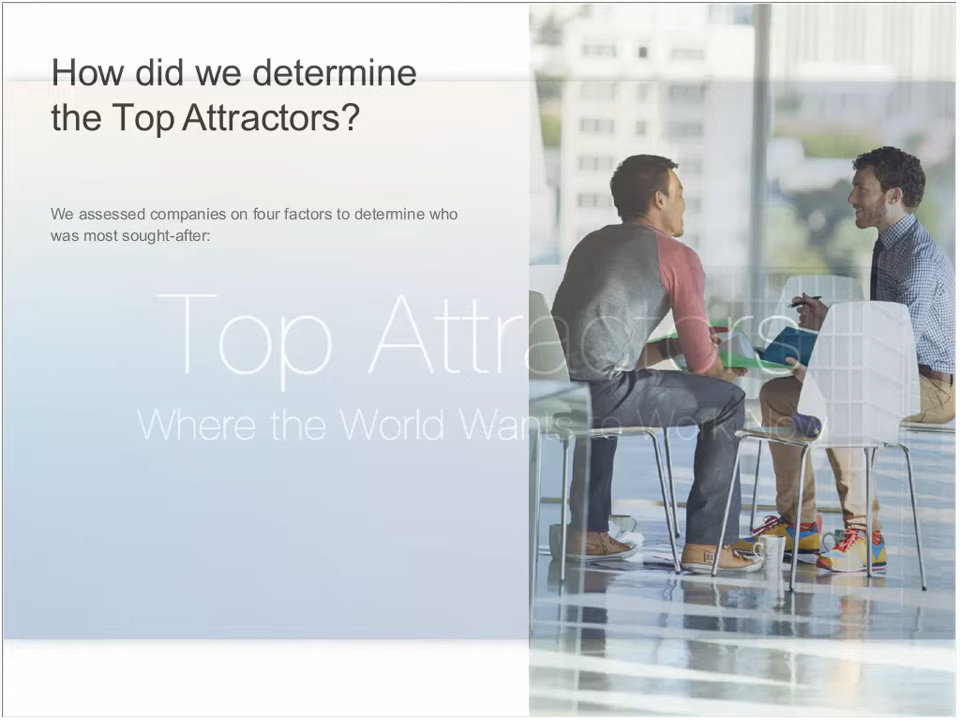 How did we determine
the Top Attractors?
We assessed companies on four factors to determine who
was most sought-after:
Top Attractors
Where the World Wants to Work Now